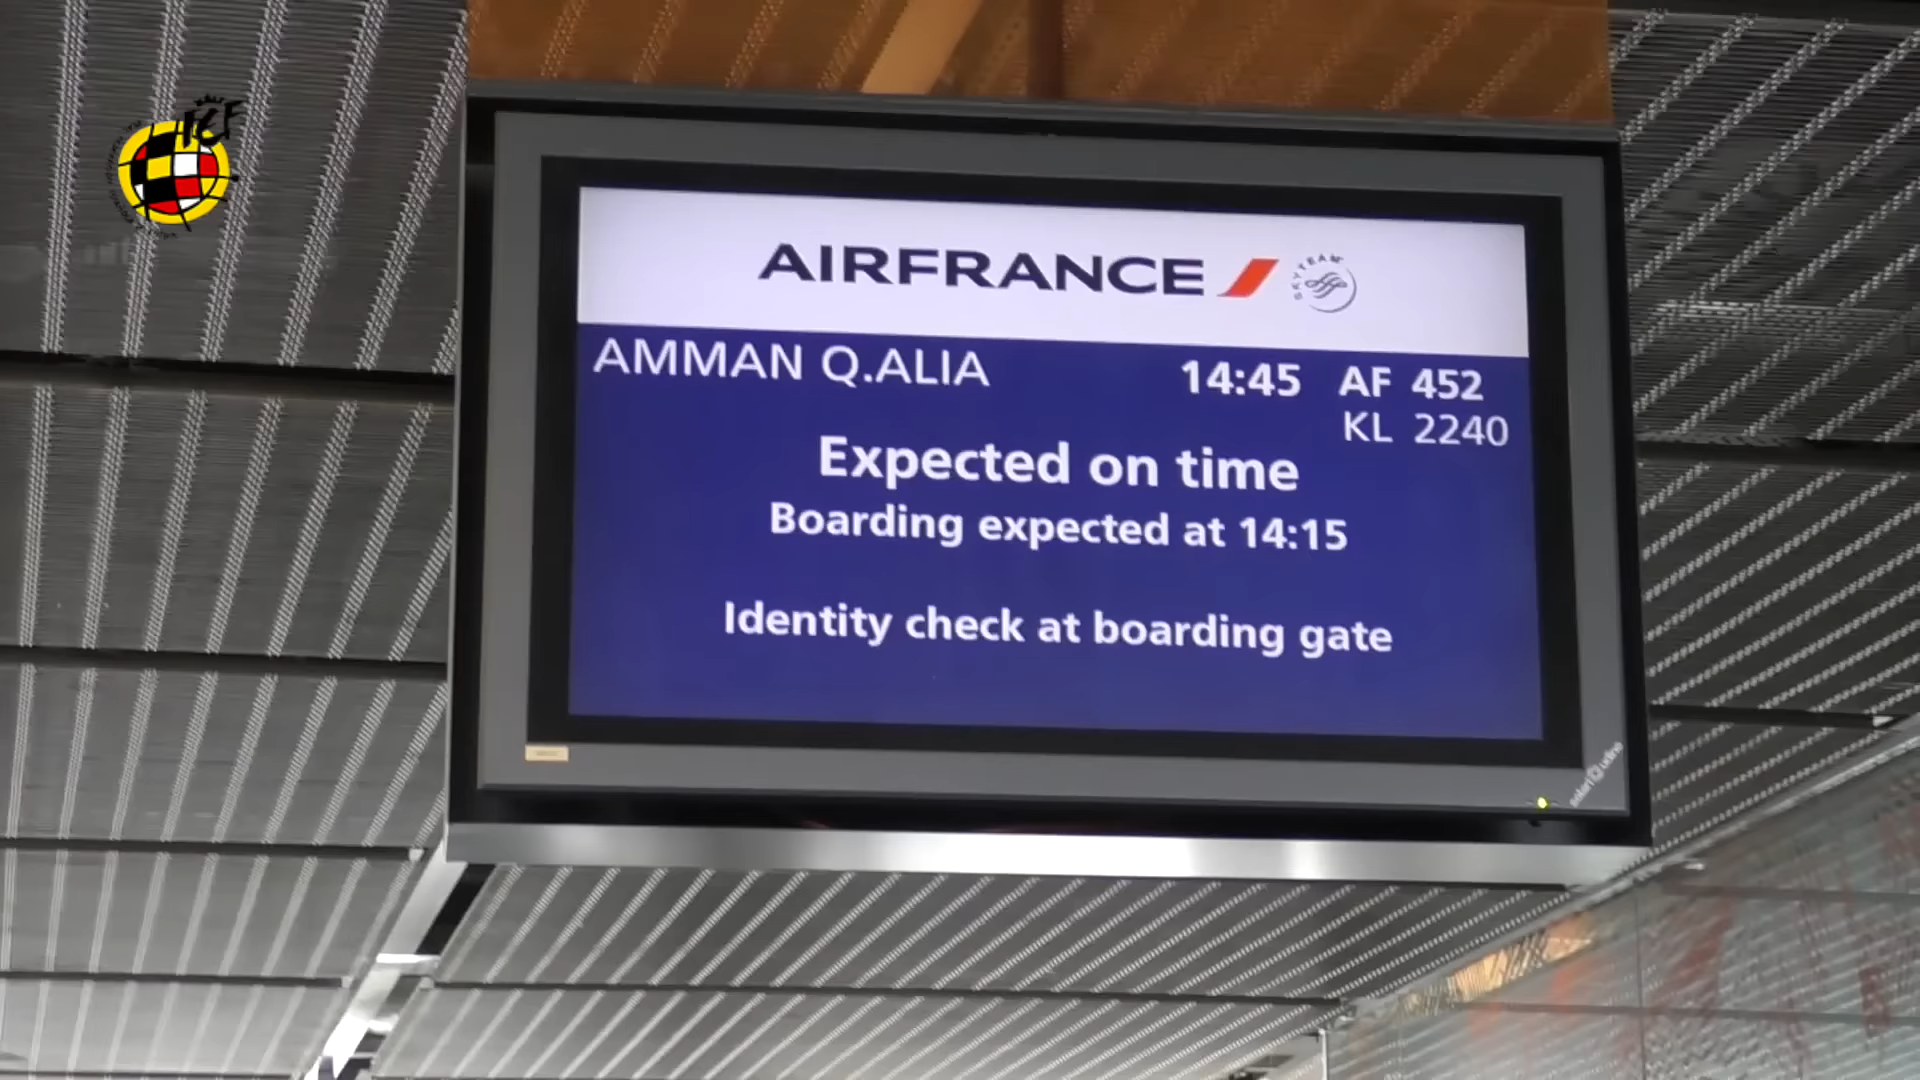 AIRFRANCE
SKYTEAM
AMMAN Q.ALIA 14:45 AF 452
KL 2240
Expected on time
Boarding expected at 14:15
Identity check at boarding gate